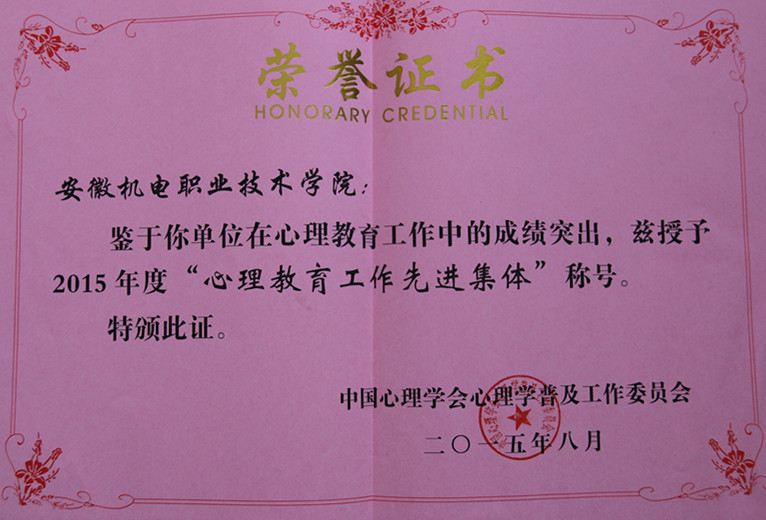 荣誉证书
HONORARY CREDENTIAL
安徽机电职业技术学院：
鉴于你单位在心理教育工作中的成绩突出，兹授予
2015年度“心理教育工作先进集体”称号。
特颁此证。
中国心理学会心理学普及工作委员会
二〇一五年八月